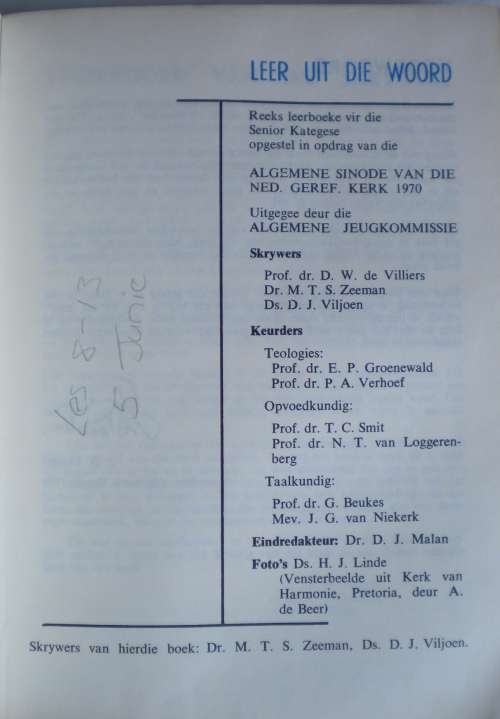 LEER UIT DIE WOORD
Reeks leerboeke vir die
Senior Kategese
opgestel in opdrag van die
ALGEMENE SINODE VAN DIE
NED. GEREF. KERK 1970
Uitgegee deur die
ALGEMENE JEUGKOMMISSIE
Skrywers
Prof. dr. D. W. de Villiers
Dr. M. T. S. Zeeman
Ds. D. J. Viljoen
Keurders
Teologies:
Prof. dr. E. P. Groenewald
Prof. dr. P. A. Verhoef
Opvoedkundig:
Prof. dr. T. C. Smit
Prof. dr. N. T. van Loggeren-
berg
Taalkundig:
Prof. dr. G. Beukes
Mev. J. G. van Niekerk
Eindredakteur: Dr. D. J. Malan
Foto's Ds. H. J. Linde
(Vensterbeelde uit Kerk van
Harmonie, Pretoria, deur A.
de Beer)
Les 8-13
5 Junie
Skrywers van hierdie boek: Dr. M. T. S. Zeeman, Ds. D. J. Viljoen.